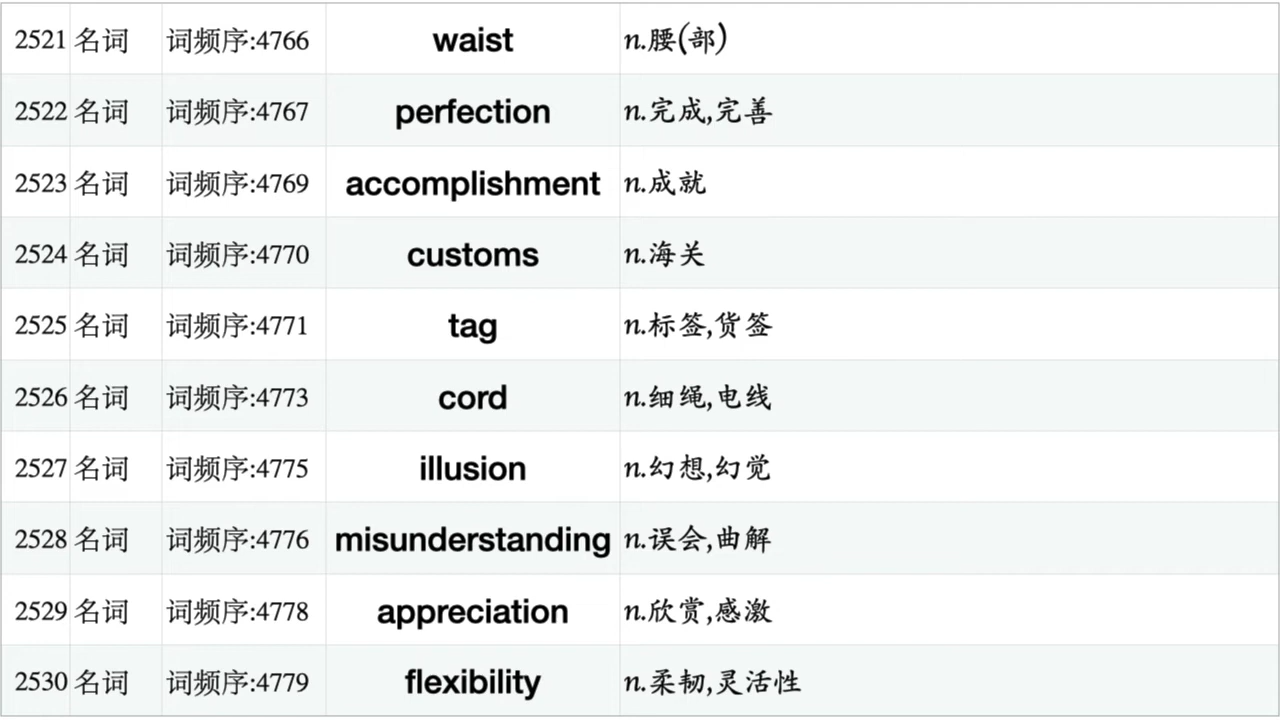 2521 名词 词频序:4766 waist n.腰(部)
2522 名词 词频序:4767 perfection n.完成,完善
2523 名词 词频序:4769 accomplishment n.成就
2524 名词 词频序:4770 customs n.海关
2525 名词 词频序:4771 tag n.标签,货签
2526 名词 词频序:4773 cord n.细绳,电线
2527 名词 词频序:4775 illusion n.幻想,幻觉
2528 名词 词频序:4776 misunderstanding n.误会,曲解
2529 名词 词频序:4778 appreciation n.欣赏,感激
2530 名词 词频序:4779 flexibility n.柔韧,灵活性